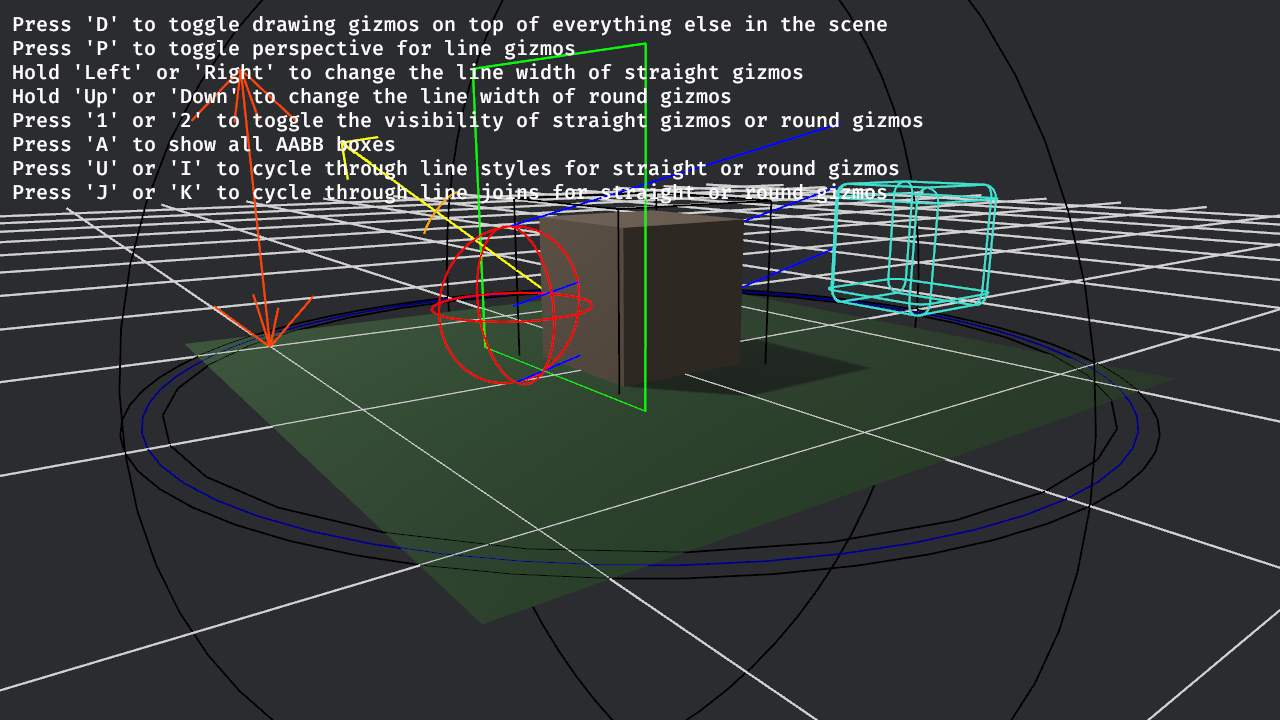 Press 'D' to toggle drawing gizmos on top of everything else in the scene
Press 'P' to toggle perspective for line gizmos
Hold 'Left' or 'Right' to change the line width of straight gizmos
Hold 'Up' or 'Down' to change the line width of round gizmos
Press '1' or '2' to toggle the visibility of straight gizmos or round gizmos
Press 'A' to show all AABB boxes
Press 'U' or 'I' to cycle through line styles for straight or round gizmos
Press 'J' or 'K' to cycle through line joins for straight or round gizmos